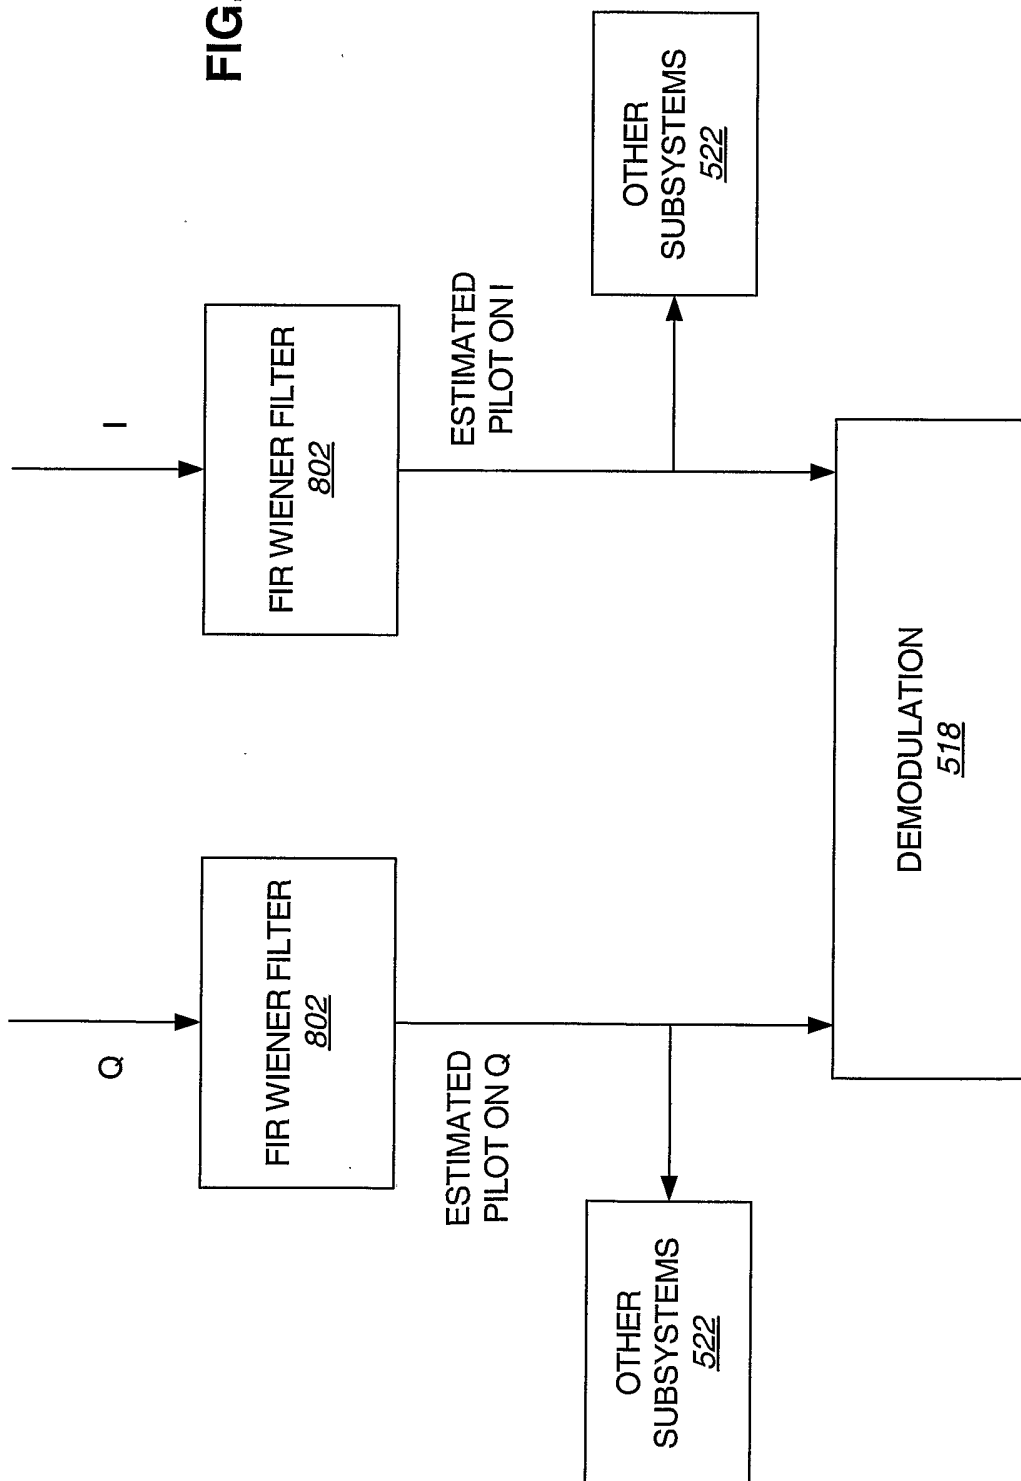 Q
I
FIG.
FIR WIENER FILTER
802
FIR WIENER FILTER
802
ESTIMATED
PILOT ON Q
ESTIMATED
PILOT ON I
OTHER
SUBSYSTEMS
522
OTHER
SUBSYSTEMS
522
DEMODULATION
518